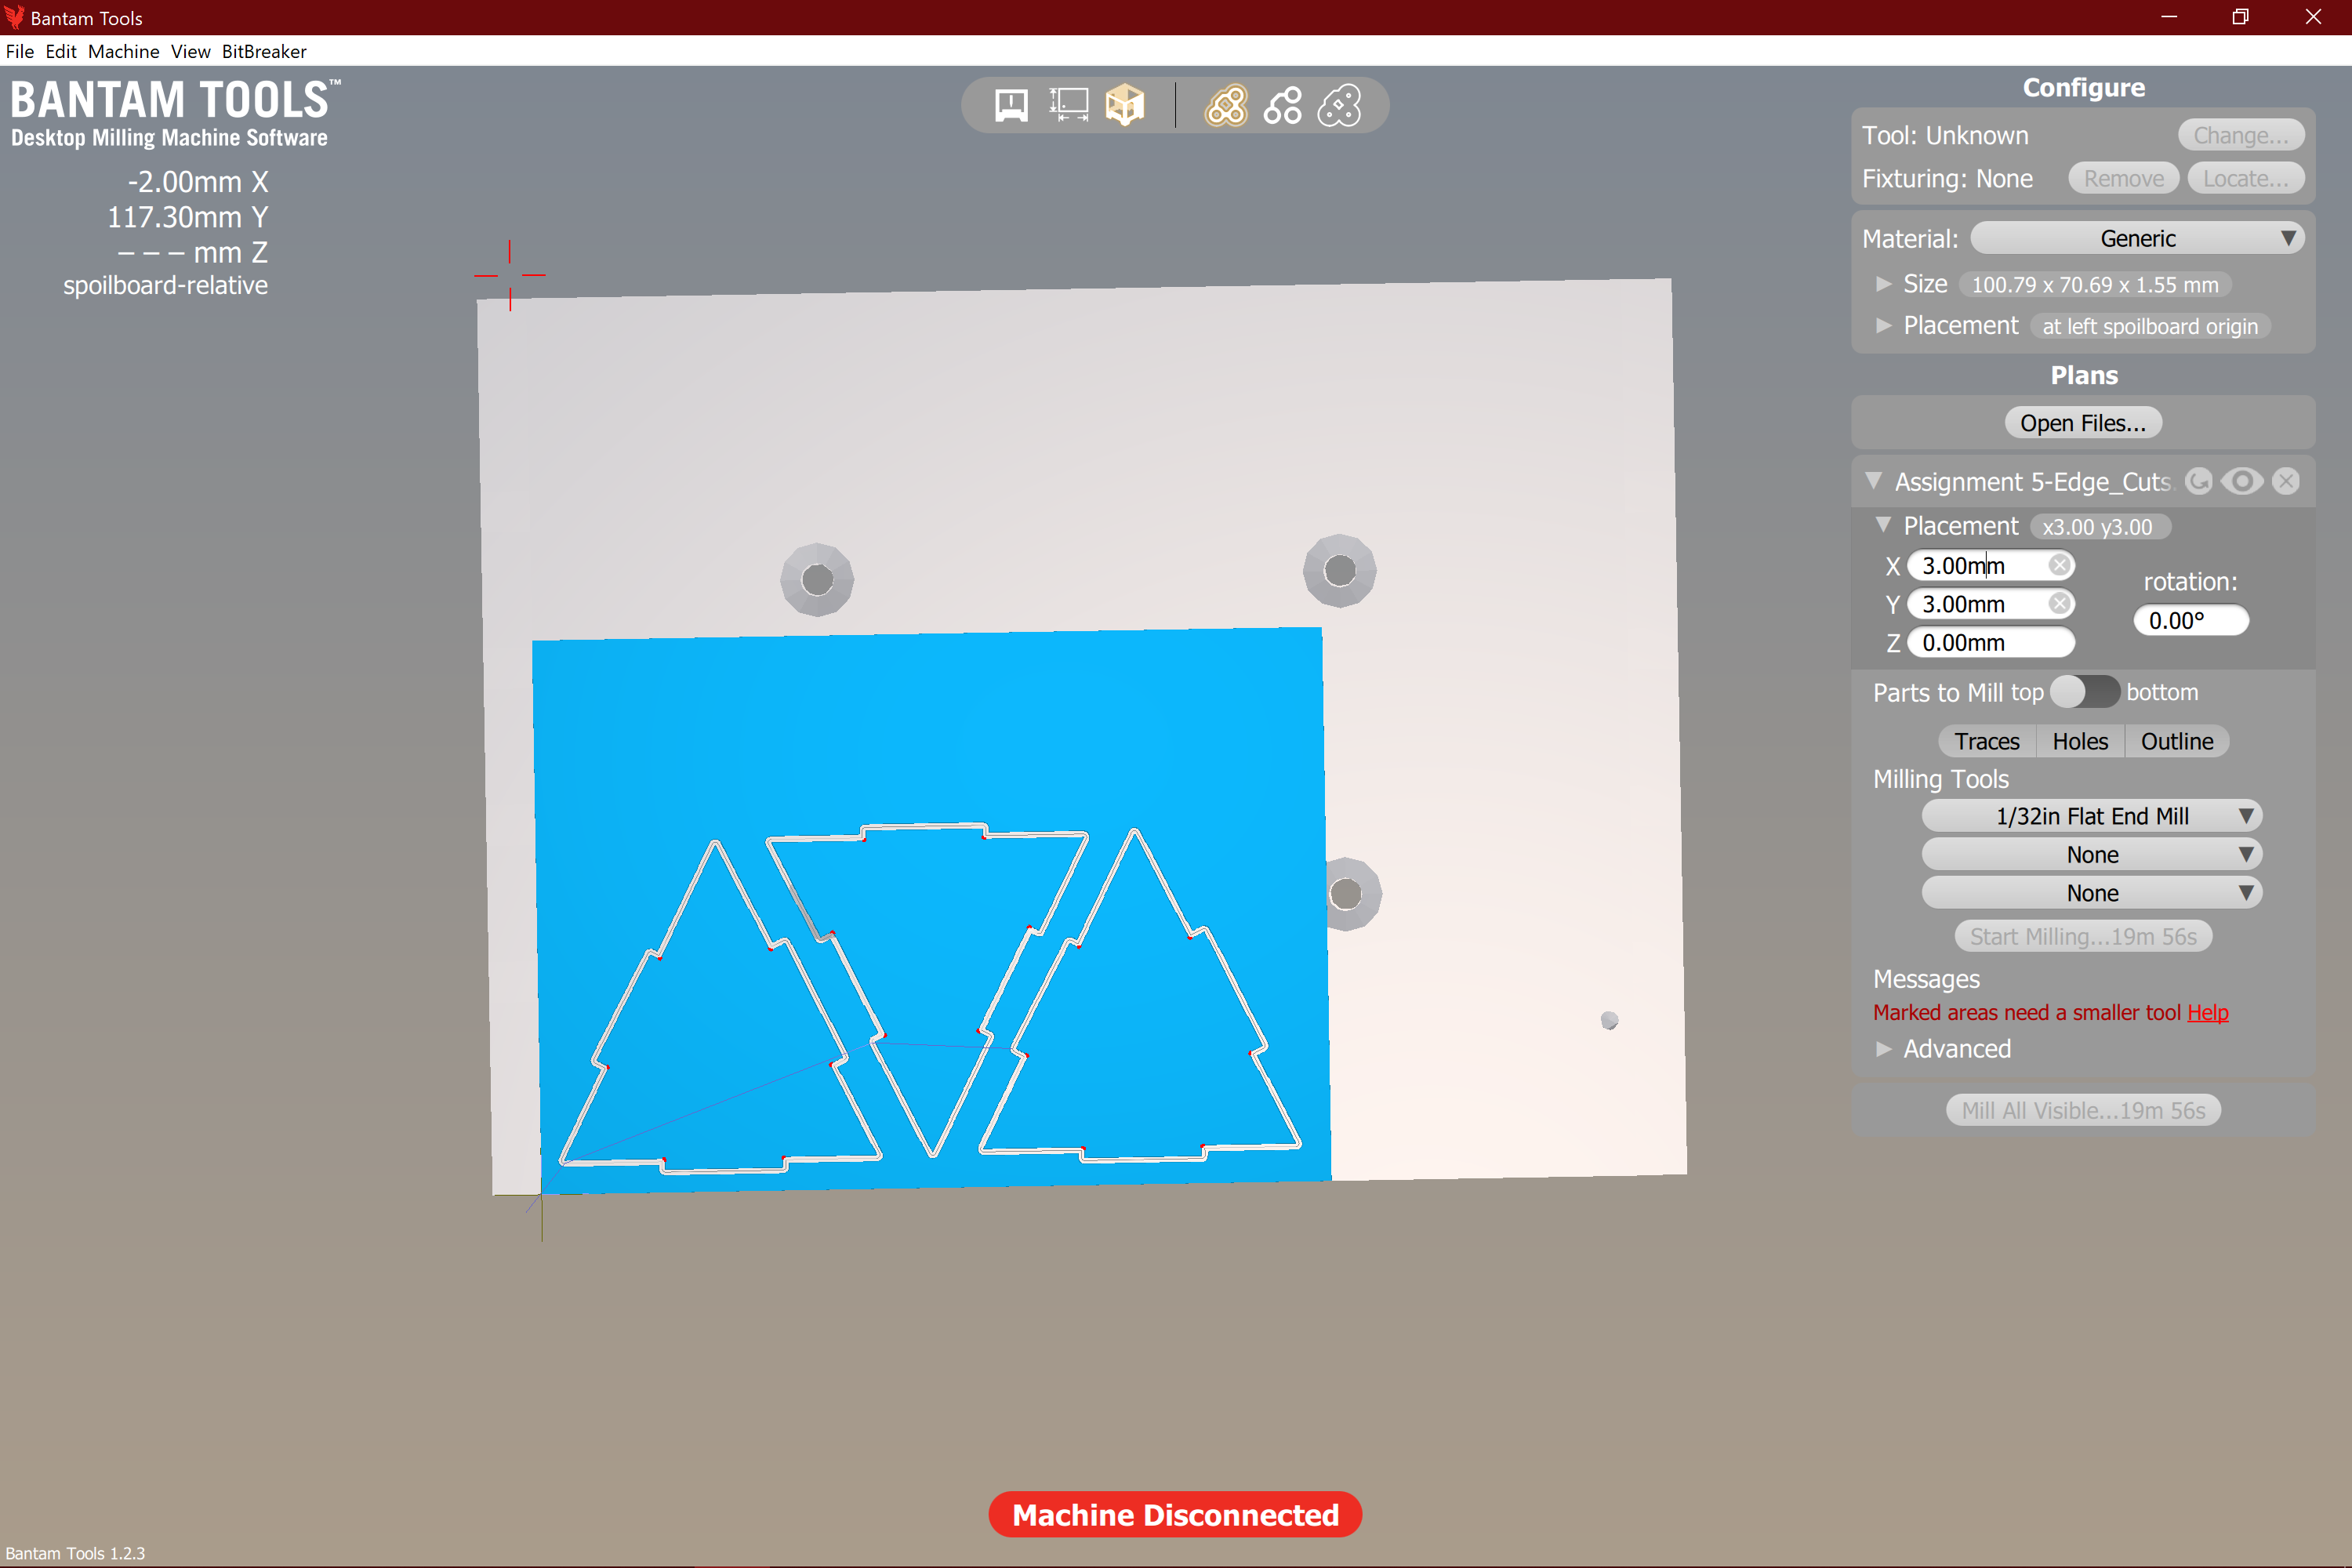 Bantam Tools
File Edit Machine View BitBreaker
BANTAM TOOLS™
Desktop Milling Machine Software
-2.00mm X
117.30mm Y
– – – mm Z
spoilboard-relative
Configure
Tool: Unknown Change...
Fixturing: None Remove Locate...
Material: Generic
Size 100.79 x 70.69 x 1.55 mm
Placement at left spoilboard origin
Plans
Open Files...
Assignment 5-Edge_Cuts.
Placement x3.00 y3.00
X 3.00mm
rotation:
Y 3.00mm
0.00°
Z 0.00mm
Parts to Mill top bottom
Traces Holes Outline
Milling Tools
1/32in Flat End Mill
None
None
Start Milling...19m 56s
Messages
Marked areas need a smaller tool Help
Advanced
Mill All Visible...19m 56s
Machine Disconnected
Bantam Tools 1.2.3